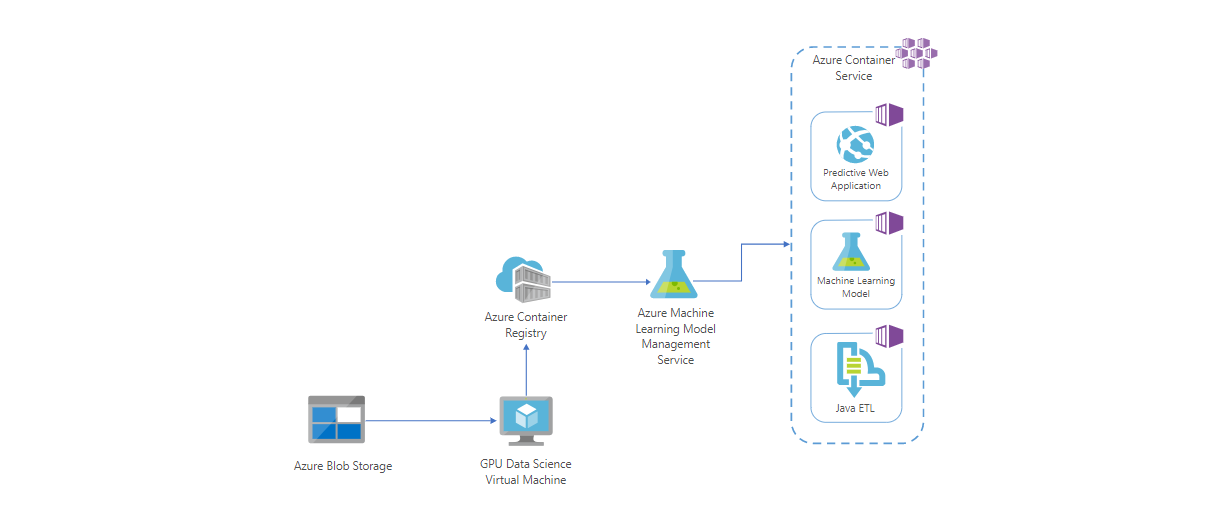 Azure Container
Service
Predictive Web
Application
Machine Learning
Model
Java ETL
Azure Container
Registry
Azure Machine
Learning Model
Management
Service
Azure Blob Storage
GPU Data Science
Virtual Machine